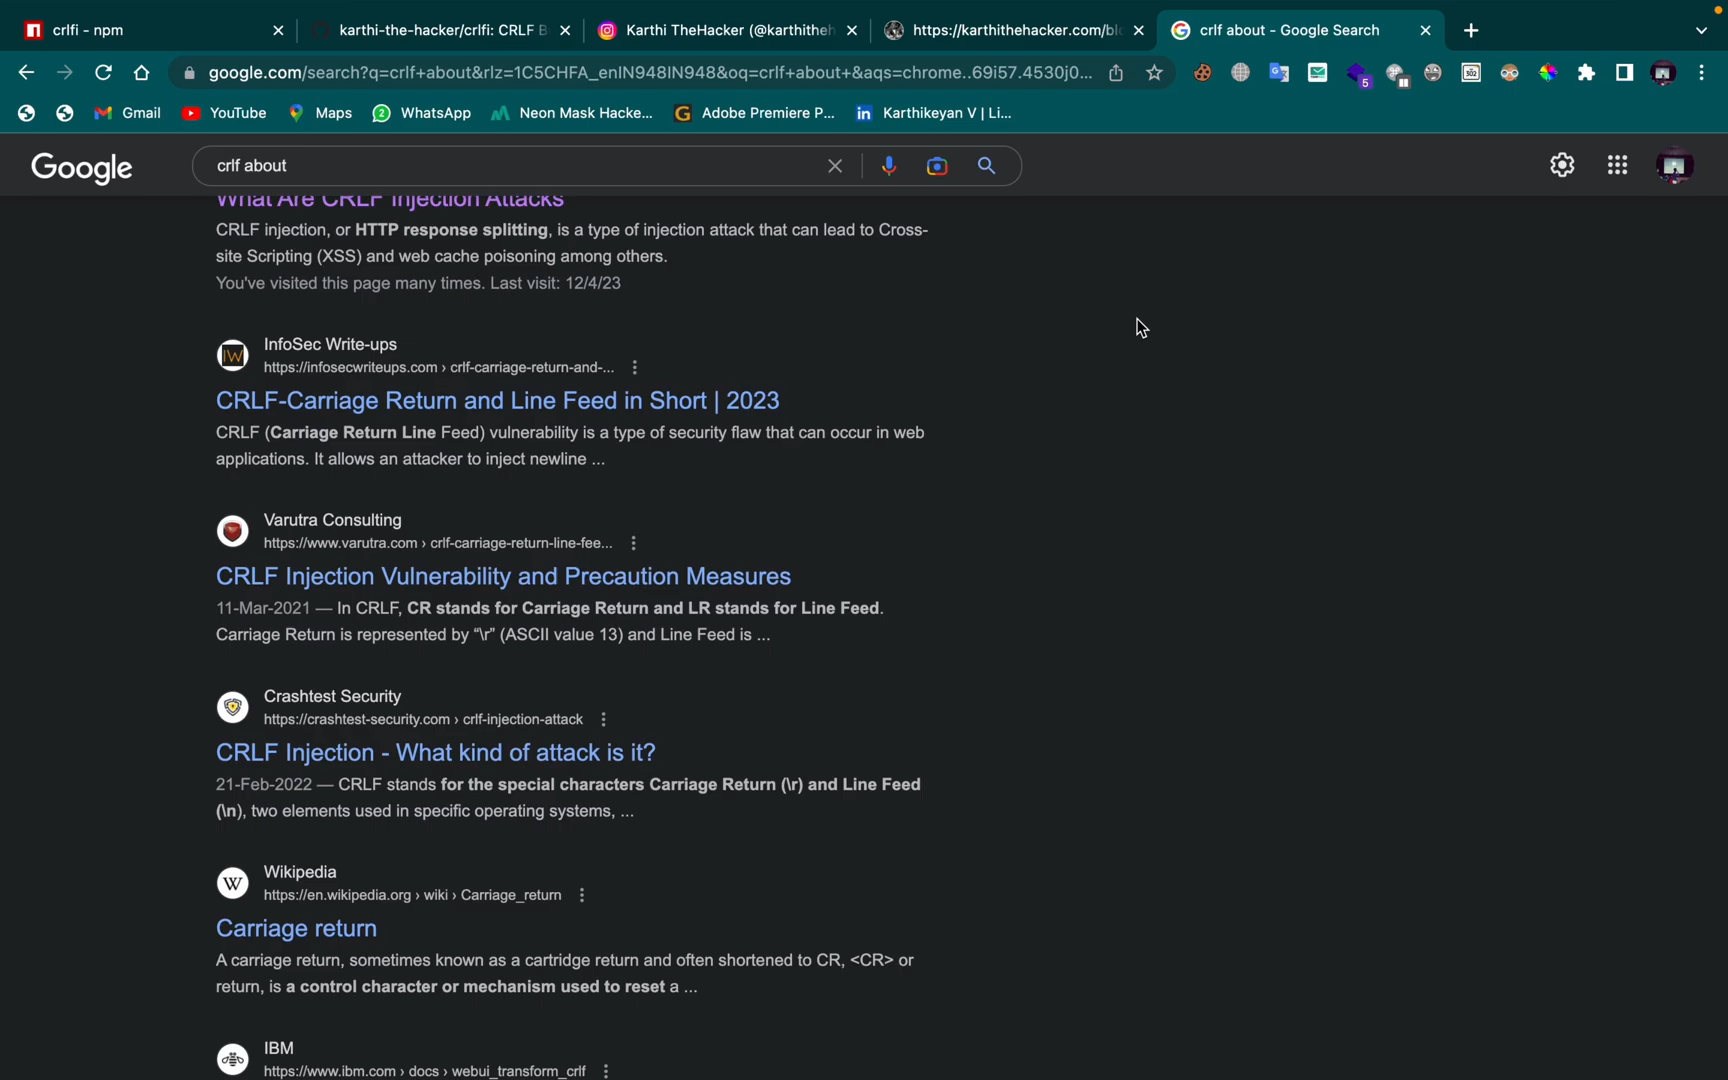 crlfi - npm
karthi-the-hacker/crlfi: CRLF B
Karthi TheHacker (@karthitheh
https://karthithehacker.com/blo
crlf about - Google Search
google.com/search?q=crlf+about&rlz=1C5CHFA_enIN948IN948&oq=crlf+about+&aqs=chrome..69i57.4530j0...
5
502
Gmail
YouTube
Maps
2
WhatsApp
Neon Mask Hacke...
Adobe Premiere P...
in
Karthikeyan V | Li...
Google
crlf about
What Are CRLF Injection Attacks
CRLF injection, or HTTP response splitting, is a type of injection attack that can lead to Cross-
site Scripting (XSS) and web cache poisoning among others.
You've visited this page many times. Last visit: 12/4/23
IW
InfoSec Write-ups
https://infosecwriteups.com › crlf-carriage-return-and-...
CRLF-Carriage Return and Line Feed in Short | 2023
CRLF (Carriage Return Line Feed) vulnerability is a type of security flaw that can occur in web
applications. It allows an attacker to inject newline ...
Varutra Consulting
https://www.varutra.com › crlf-carriage-return-line-fee...
CRLF Injection Vulnerability and Precaution Measures
11-Mar-2021 — In CRLF, CR stands for Carriage Return and LR stands for Line Feed.
Carriage Return is represented by “\r” (ASCII value 13) and Line Feed is ...
Crashtest Security
https://crashtest-security.com › crlf-injection-attack
CRLF Injection - What kind of attack is it?
21-Feb-2022 — CRLF stands for the special characters Carriage Return (\r) and Line Feed
(\n), two elements used in specific operating systems, ...
W
Wikipedia
https://en.wikipedia.org › wiki › Carriage_return
Carriage return
A carriage return, sometimes known as a cartridge return and often shortened to CR, <CR> or
return, is a control character or mechanism used to reset a ...
IBM
https://www.ibm.com › docs › webui_transform_crlf